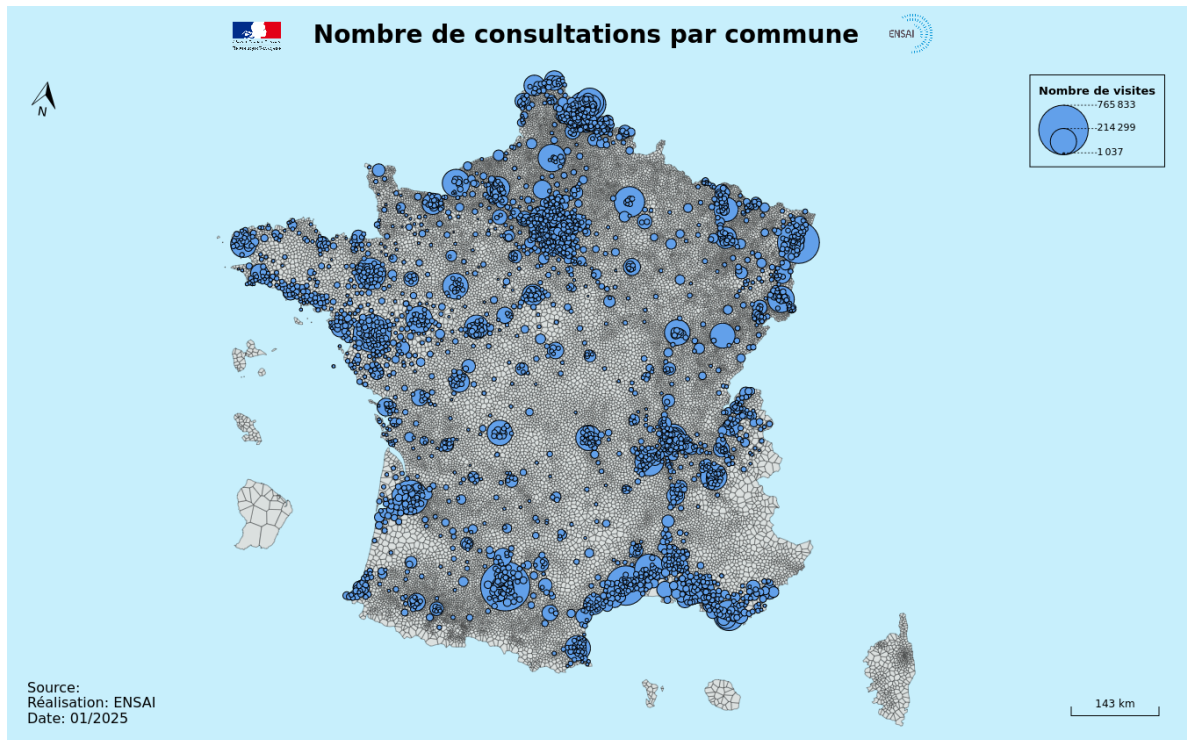 Nombre de consultations par commune
ENSAI
N
Nombre de visites
765 833
214 299
1 037
Source:
Réalisation: ENSAI
Date: 01/2025
143 km